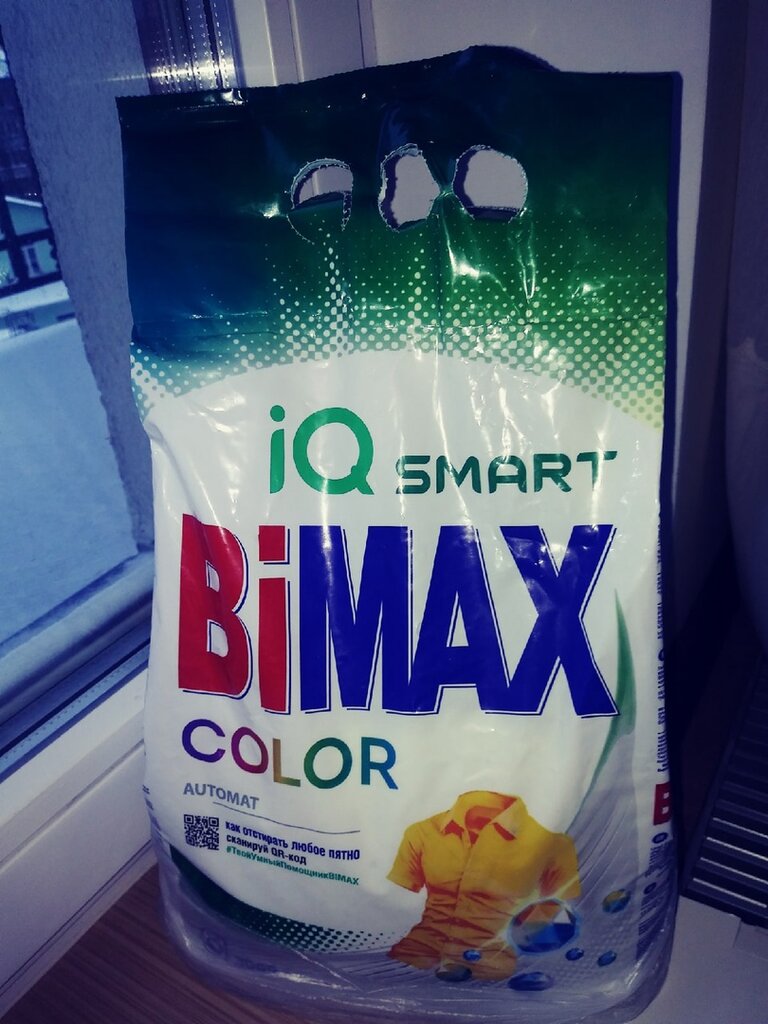 iQ SMART
BiMAX
COLOR
AUTOMAT
как отстирать любое пятно
сканируй QR-код
#ТвойУмныйПомощникBIMAX